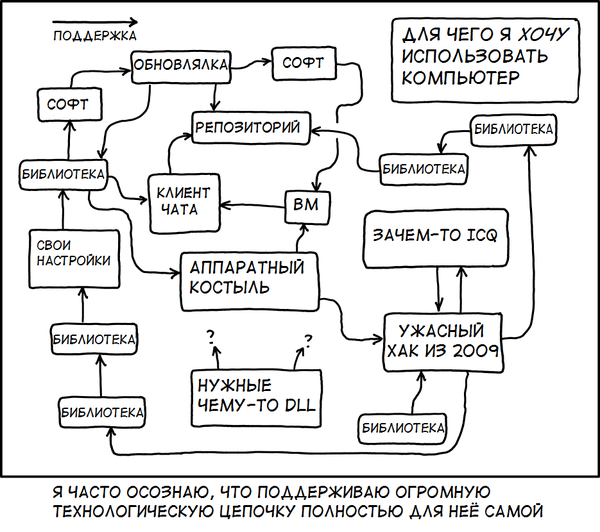 ПОДДЕРЖКА
ОБНОВЛЯЛКА
СОФТ
ДЛЯ ЧЕГО Я ХОЧУ
ИСПОЛЬЗОВАТЬ
КОМПЬЮТЕР
СОФТ
РЕПОЗИТОРИЙ
БИБЛИОТЕКА
БИБЛИОТЕКА
БИБЛИОТЕКА
КЛИЕНТ
ЧАТА
ВМ
СВОИ
НАСТРОЙКИ
ЗАЧЕМ-ТО ICQ
АППАРАТНЫЙ
КОСТЫЛЬ
БИБЛИОТЕКА
УЖАСНЫЙ
ХАК ИЗ 2009
?
?
НУЖНЫЕ
ЧЕМУ-ТО DLL
БИБЛИОТЕКА
БИБЛИОТЕКА
Я ЧАСТО ОСОЗНАЮ, ЧТО ПОДДЕРЖИВАЮ ОГРОМНУЮ
ТЕХНОЛОГИЧЕСКУЮ ЦЕПОЧКУ ПОЛНОСТЬЮ ДЛЯ НЕЁ САМОЙ